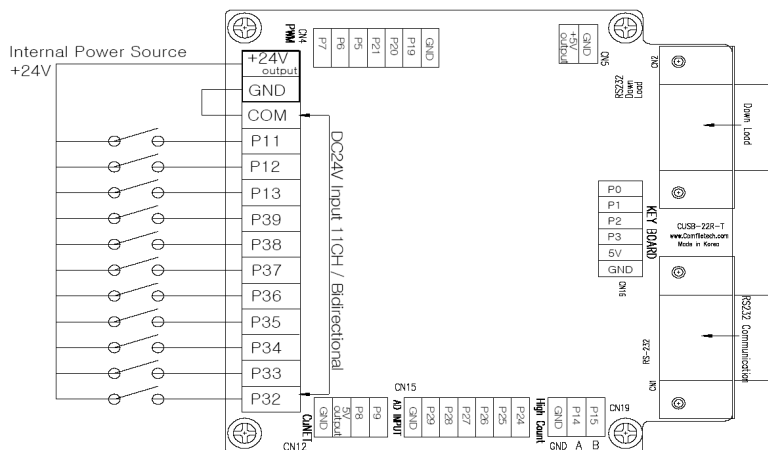 Internal Power Source
+24V
+24V
output
GND
COM
P11
P12
P13
P39
P38
P37
P36
P35
P34
P33
P32
DC24V Input 11CH / Bidirectional
PWM
CN4
P7
P6
P5
P21
P20
P19
GND
+5V
output
GND
CN5
RS232
Down
Load
CN2
Down Load
P0
P1
P2
P3
5V
GND
KEY BOARD
CN16
CUSB-22R-T
www.Comfiletech.com
Made in Korea
RS232 Communication
RS-232
CN1
CuNET
CN12
GND
5V
output
P8
P9
CN15
AD INPUT
GND
P29
P28
P27
P26
P25
P24
High Count
GND
P14
P15
CN19
GND A B